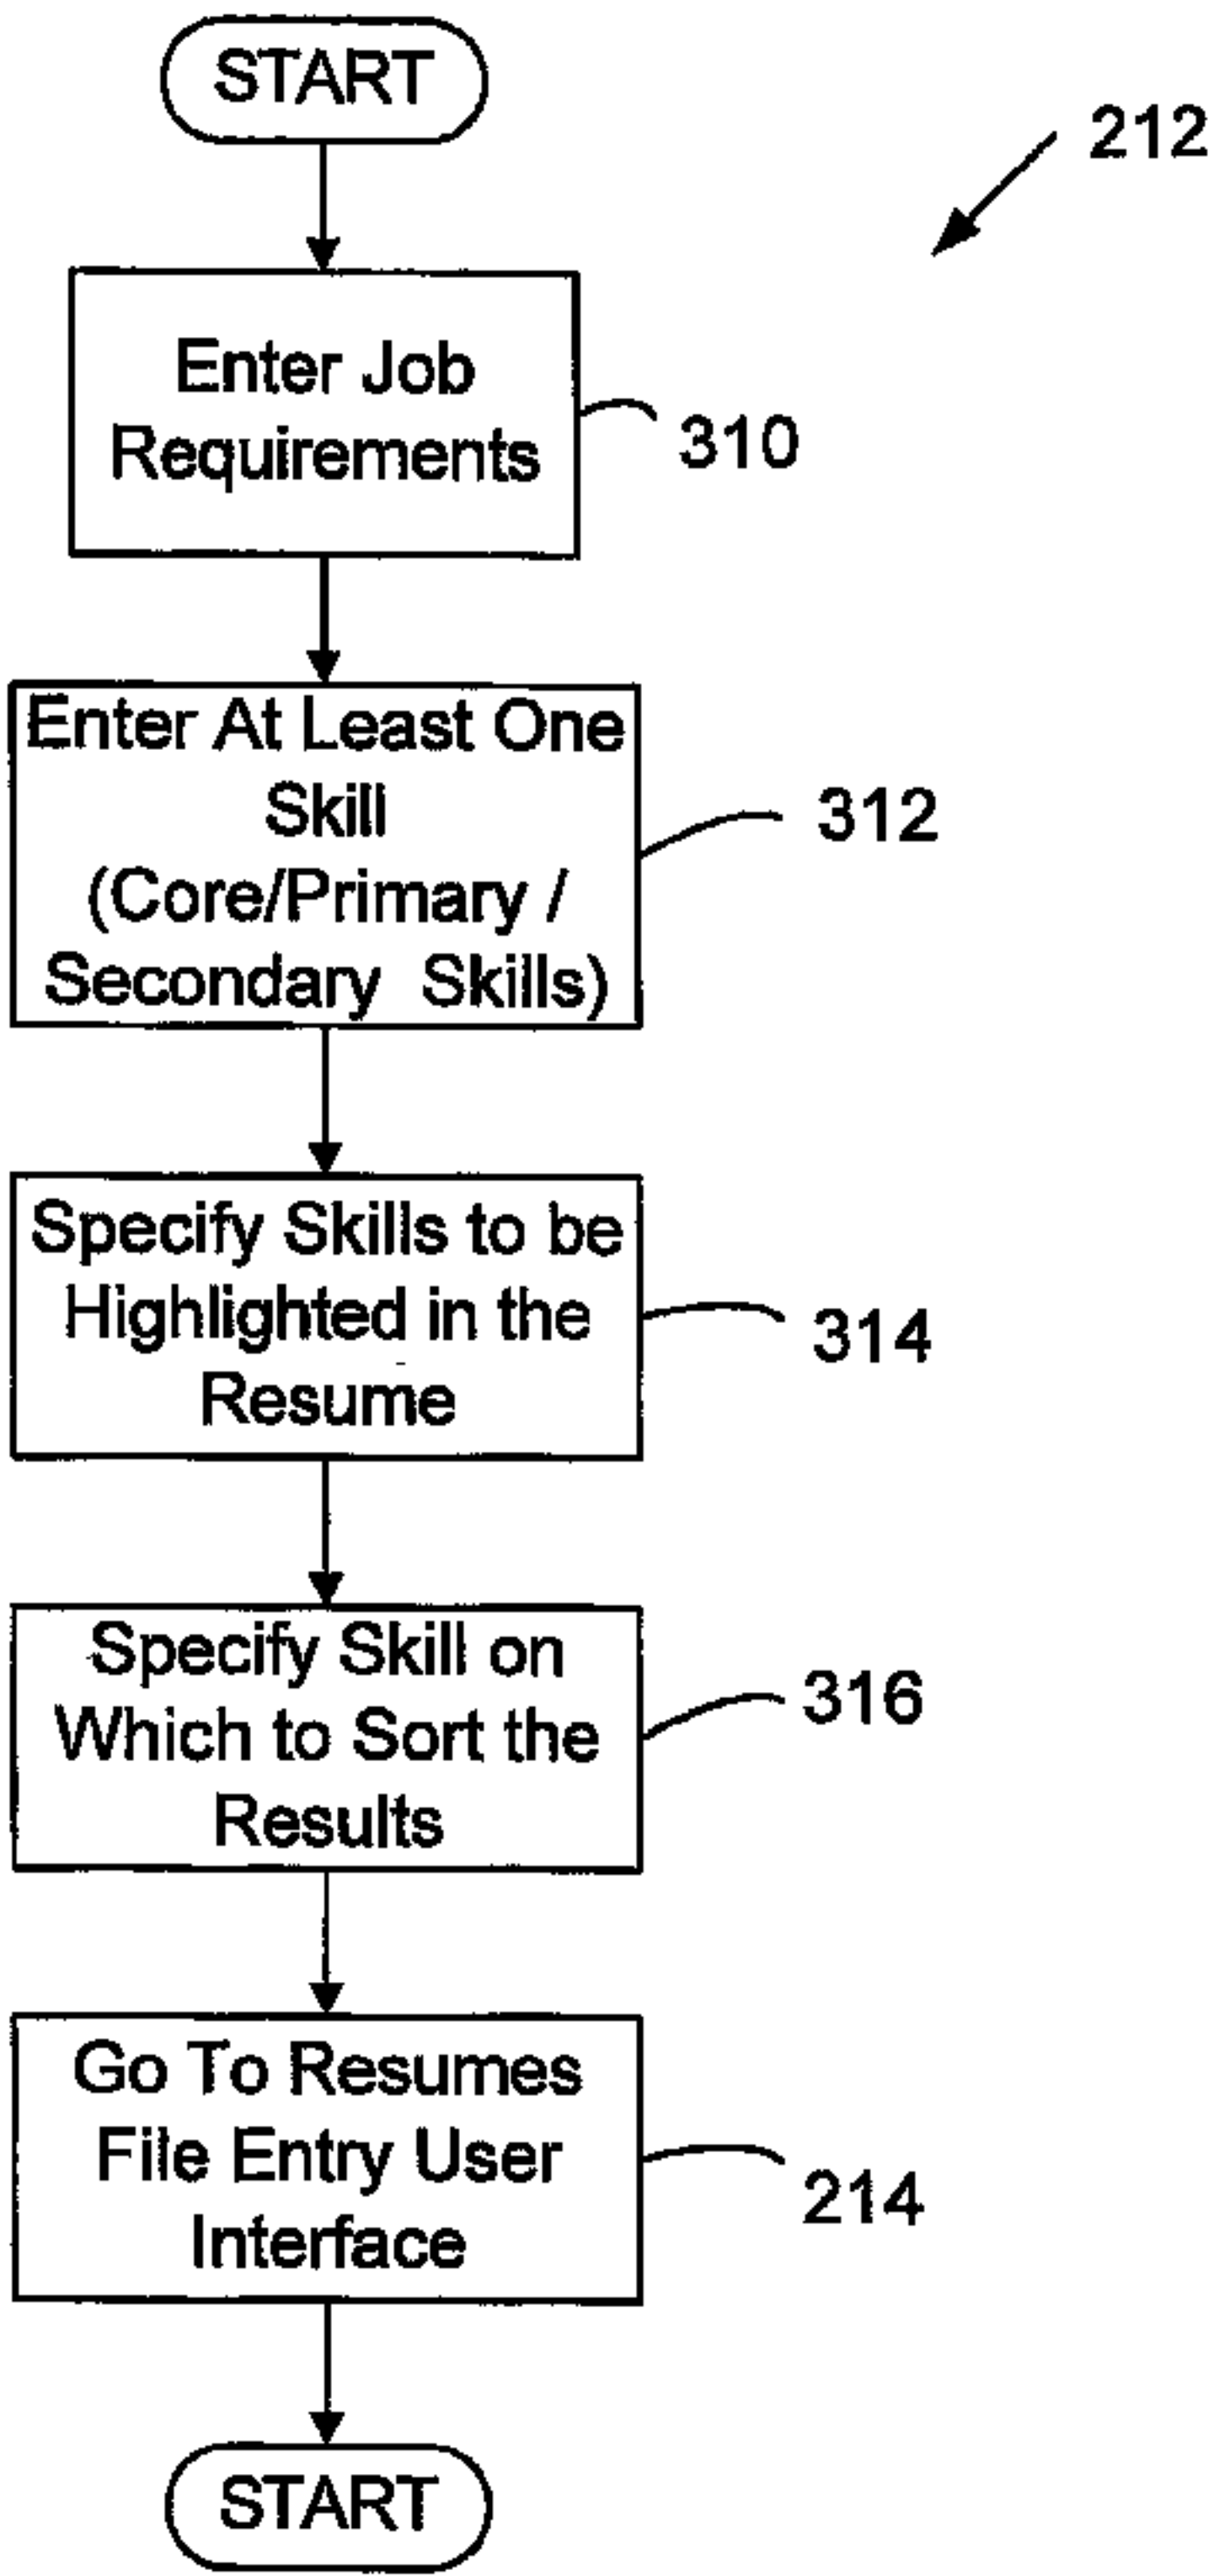 START
212
Enter Job
Requirements
310
Enter At Least One
Skill
(Core/Primary /
Secondary Skills)
312
Specify Skills to be
Highlighted in the
Resume
314
Specify Skill on
Which to Sort the
Results
316
Go To Resumes
File Entry User
Interface
214
START